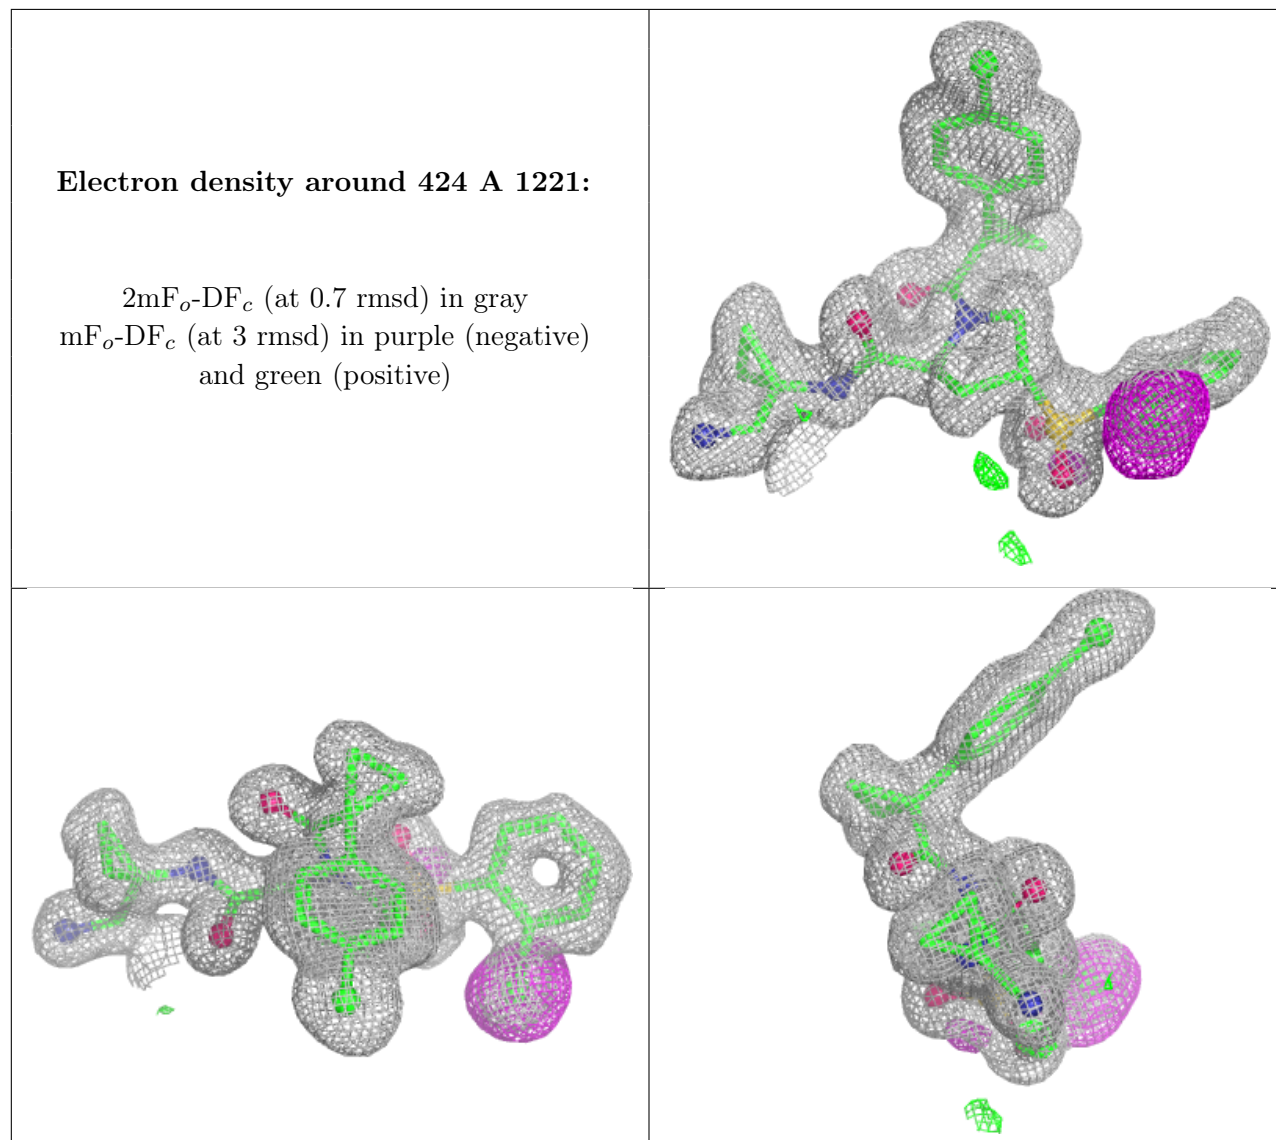 Electron density around 424 A 1221:
2mFo-DFc (at 0.7 rmsd) in gray
mFo-DFc (at 3 rmsd) in purple (negative)
and green (positive)